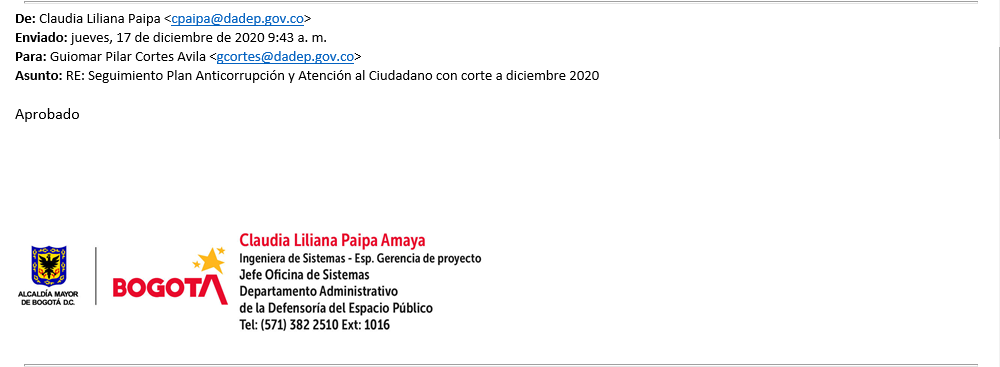 De: Claudia Liliana Paipa <cpaipa@dadep.gov.co>
Enviado: jueves, 17 de diciembre de 2020 9:43 a. m.
Para: Guiomar Pilar Cortes Avila <gcortes@dadep.gov.co>
Asunto: RE: Seguimiento Plan Anticorrupción y Atención al Ciudadano con corte a diciembre 2020
Aprobado
ALCALDÍA MAYOR
DE BOGOTÁ D.C.
BOGOTÁ
Claudia Liliana Paipa Amaya
Ingeniera de Sistemas - Esp. Gerencia de proyecto
Jefe Oficina de Sistemas
Departamento Administrativo
de la Defensoría del Espacio Público
Tel: (571) 382 2510 Ext: 1016